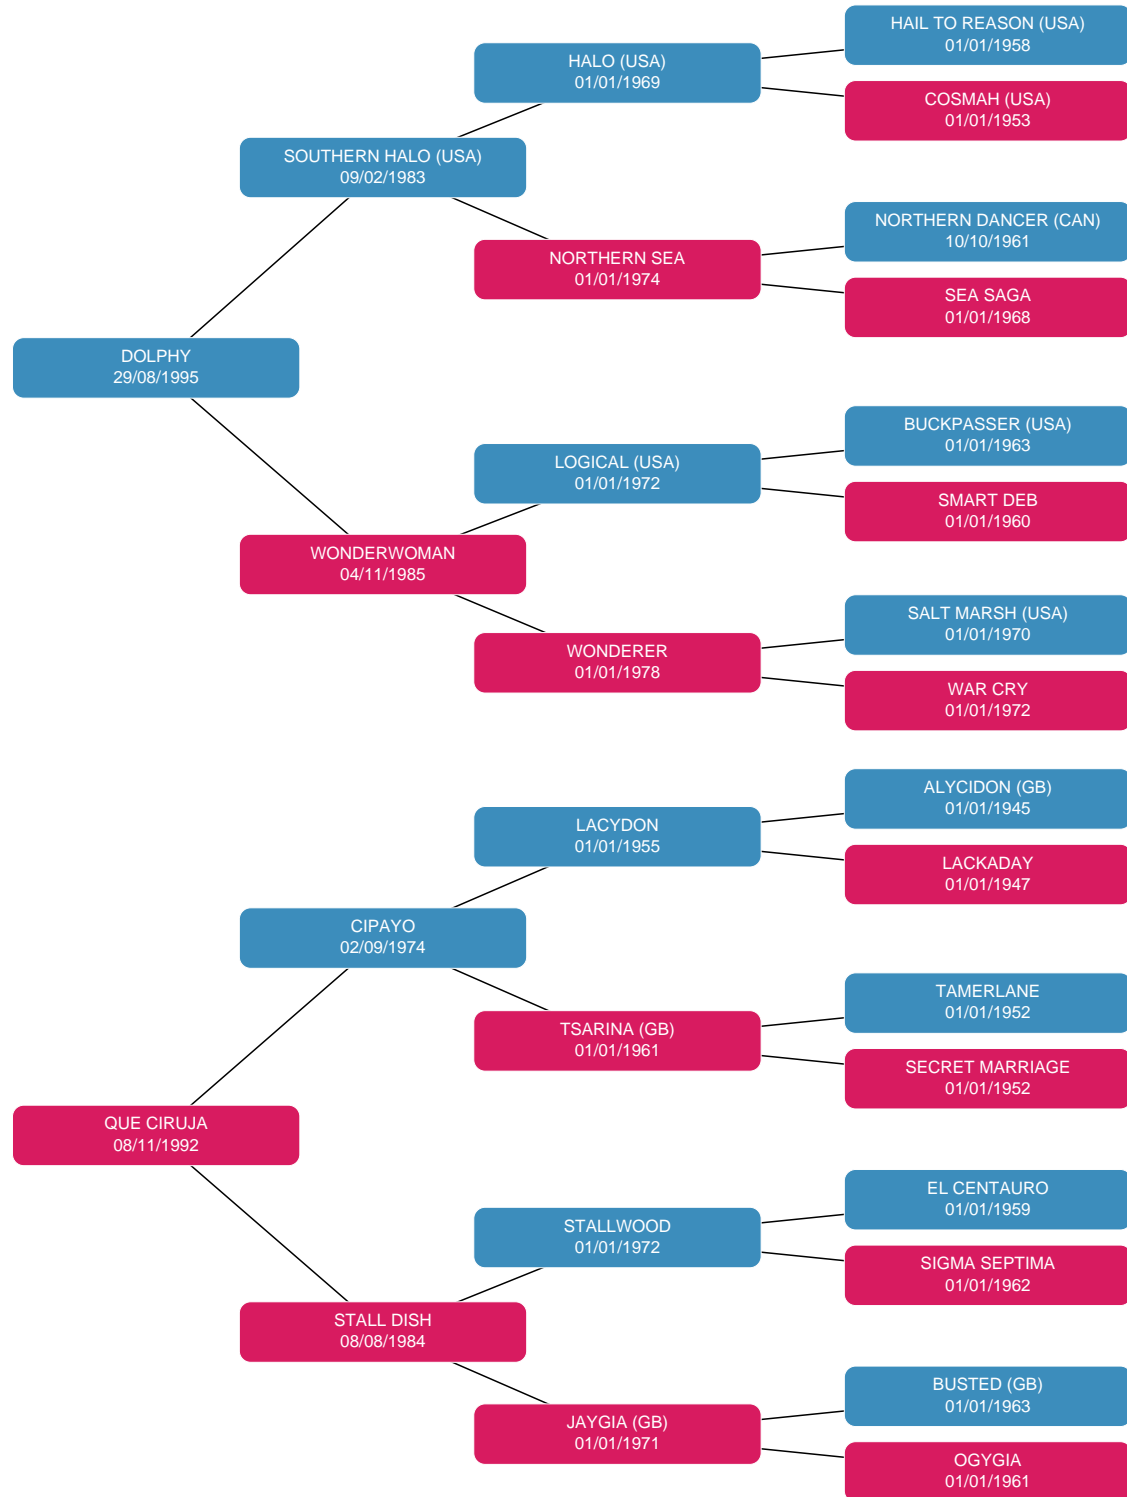 HAIL TO REASON (USA)
01/01/1958
HALO (USA)
01/01/1969
COSMAH (USA)
01/01/1953
SOUTHERN HALO (USA)
09/02/1983
NORTHERN DANCER (CAN)
10/10/1961
NORTHERN SEA
01/01/1974
SEA SAGA
01/01/1968
DOLPHY
29/08/1995
BUCKPASSER (USA)
01/01/1963
LOGICAL (USA)
01/01/1972
SMART DEB
01/01/1960
WONDERWOMAN
04/11/1985
SALT MARSH (USA)
01/01/1970
WONDERER
01/01/1978
WAR CRY
01/01/1972
ALYCIDON (GB)
01/01/1945
LACYDON
01/01/1955
LACKADAY
01/01/1947
CIPAYO
02/09/1974
TAMERLANE
01/01/1952
TSARINA (GB)
01/01/1961
SECRET MARRIAGE
01/01/1952
QUE CIRUJA
08/11/1992
EL CENTAURO
01/01/1959
STALLWOOD
01/01/1972
SIGMA SEPTIMA
01/01/1962
STALL DISH
08/08/1984
BUSTED (GB)
01/01/1963
JAYGIA (GB)
01/01/1971
OGYGIA
01/01/1961